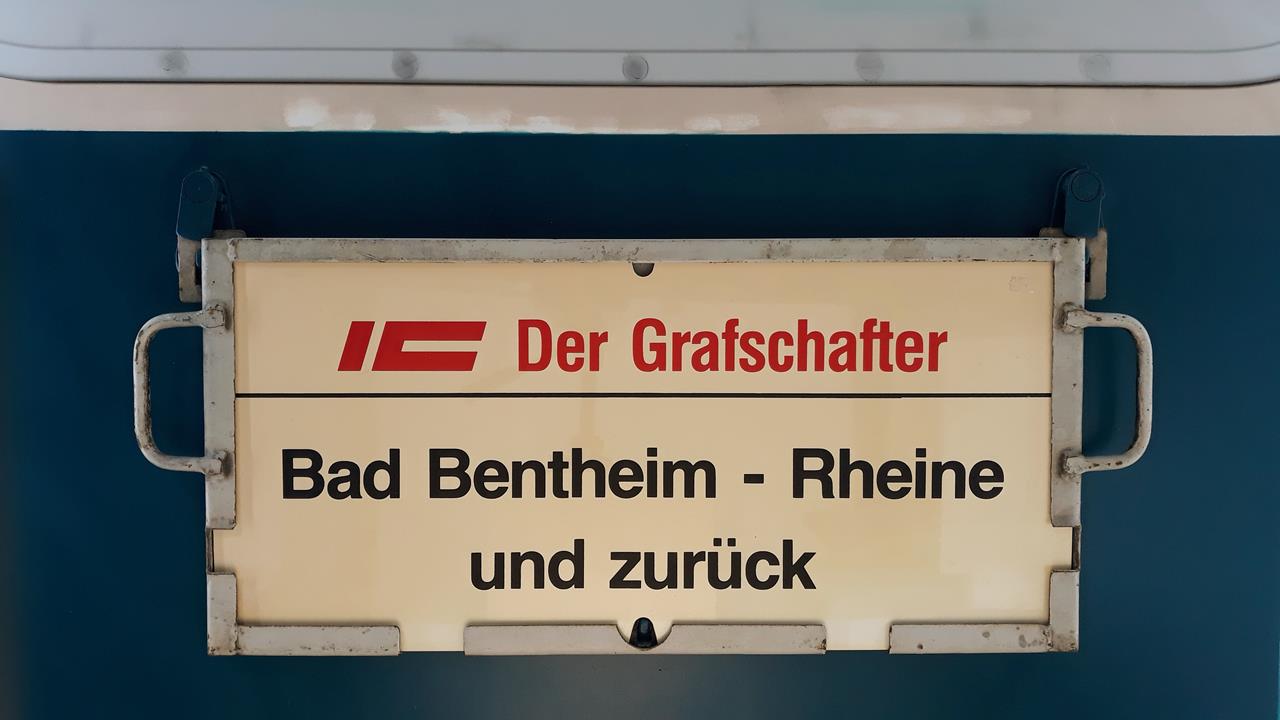 IC Der Grafschafter
Bad Bentheim - Rheine
und zurück